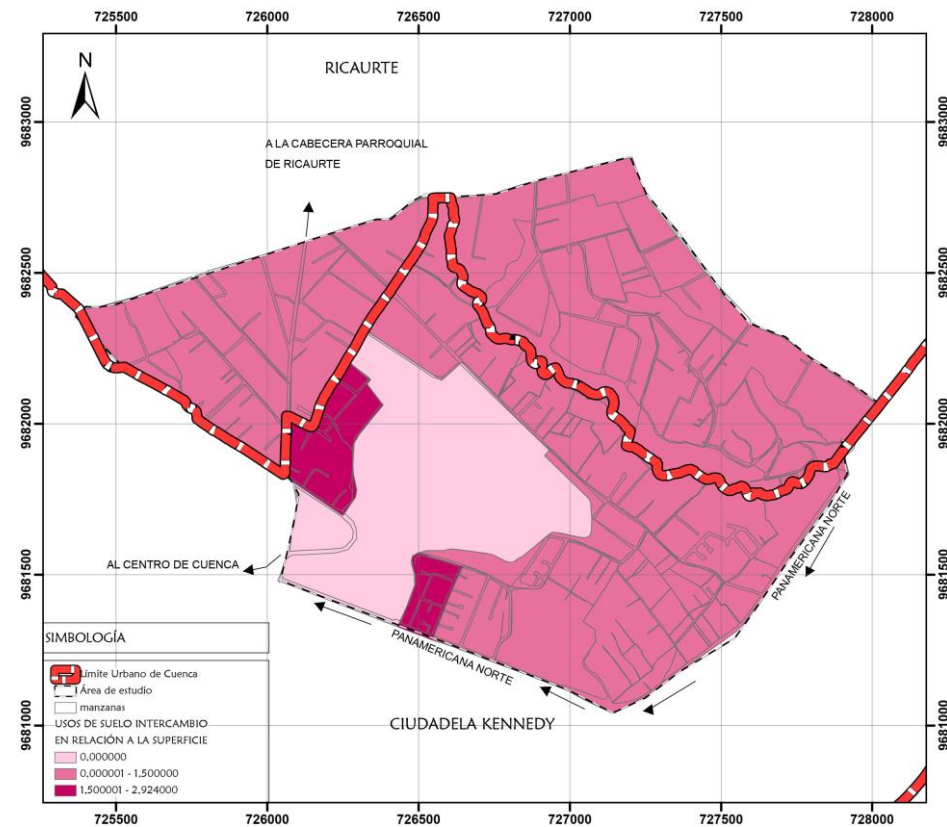 725500 726000 726500 727000 727500 728000
N
RICAURTE
9683000 9683000
A LA CABECERA PARROQUIAL
DE RICAURTE
9682500 9682500
9682000 9682000
AL CENTRO DE CUENCA
9681500 9681500
PANAMERICANA NORTE
PANAMERICANA NORTE
CIUDADELA KENNEDY
9681000 9681000
SIMBOLOGÍA
Límite Urbano de Cuenca
Área de estudio
manzanas
USOS DE SUELO INTERCAMBIO
EN RELACIÓN A LA SUPERFICIE
0,000000
0,000001 - 1,500000
1,500001 - 2,924000
725500 726000 726500 727000 727500 728000